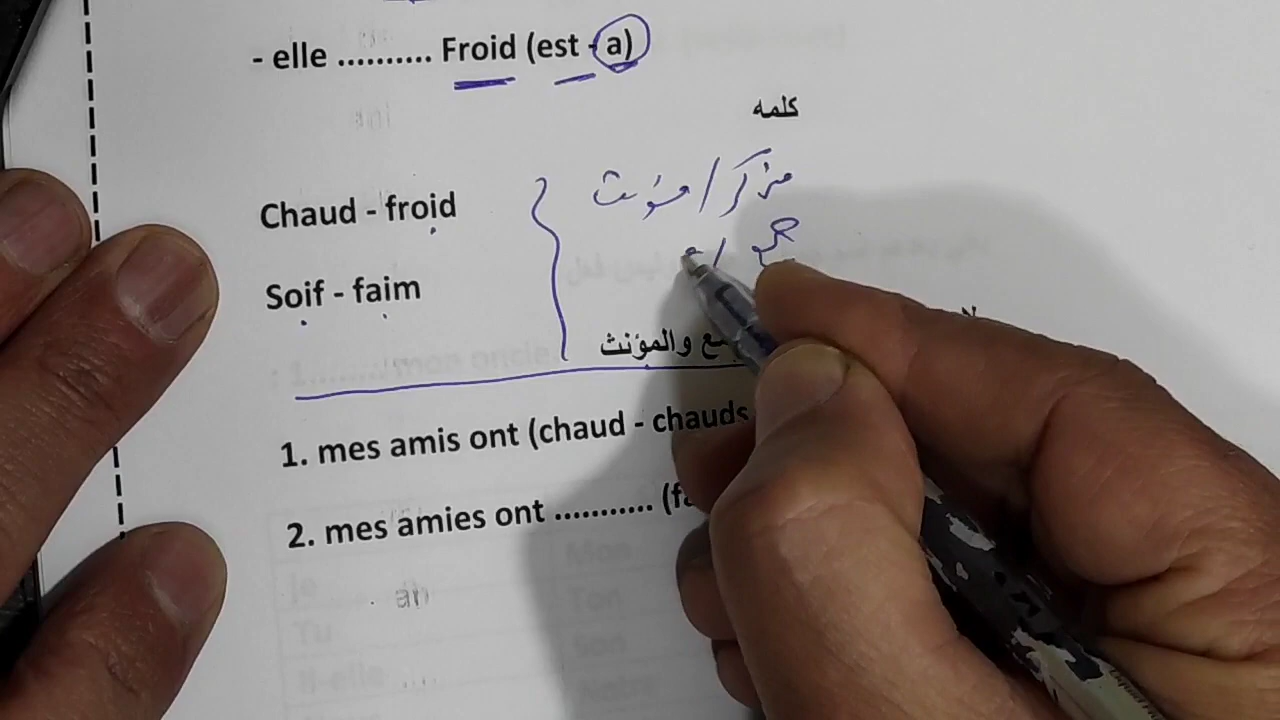 - elle .......... Froid (est - a)
كلمه
Chaud - froid
مذكر / مؤنث
Soif - faim
جمع /
والمؤنث
1. mes amis ont (chaud - chauds
2. mes amies ont ........... (fa